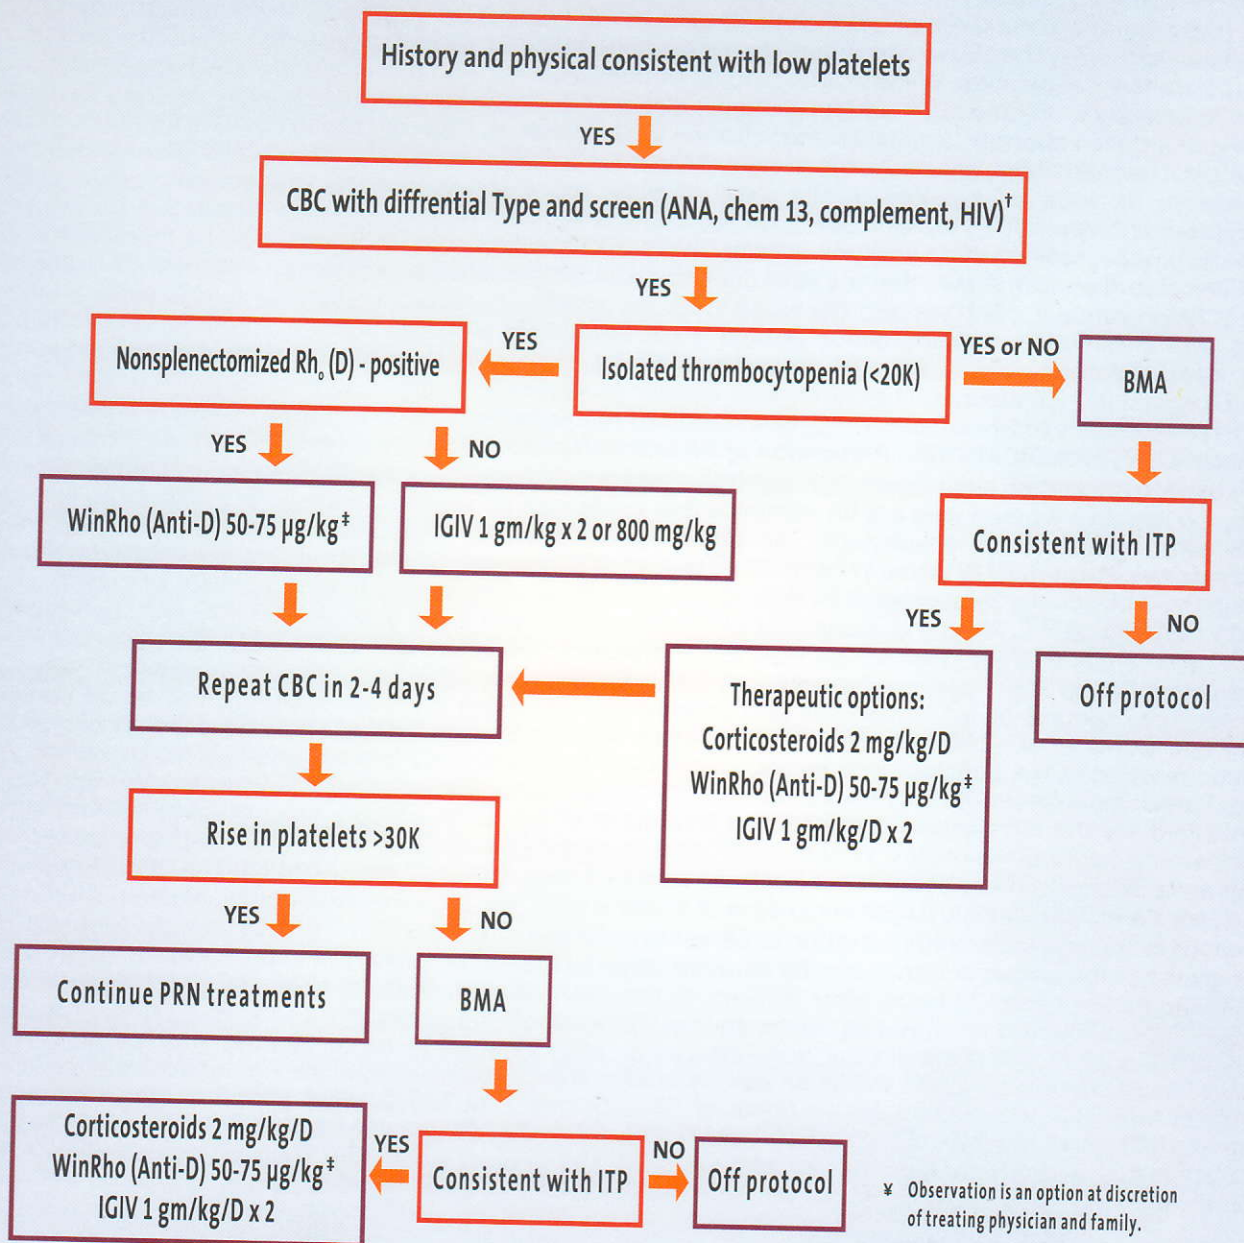 History and physical consistent with low platelets
YES
CBC with diffrential Type and screen (ANA, chem 13, complement, HIV)†
YES
Nonsplenectomized Rho (D) - positive
YES
Isolated thrombocytopenia (<20K)
YES or NO
BMA
YES
NO
WinRho (Anti-D) 50-75 µg/kg‡
IGIV 1 gm/kg x 2 or 800 mg/kg
Consistent with ITP
YES
NO
Repeat CBC in 2-4 days
Therapeutic options:
Corticosteroids 2 mg/kg/D
WinRho (Anti-D) 50-75 µg/kg‡
IGIV 1 gm/kg/D x 2
Off protocol
Rise in platelets >30K
YES
NO
Continue PRN treatments
BMA
Corticosteroids 2 mg/kg/D
WinRho (Anti-D) 50-75 µg/kg‡
IGIV 1 gm/kg/D x 2
YES
Consistent with ITP
NO
Off protocol
¥ Observation is an option at discretion
of treating physician and family.